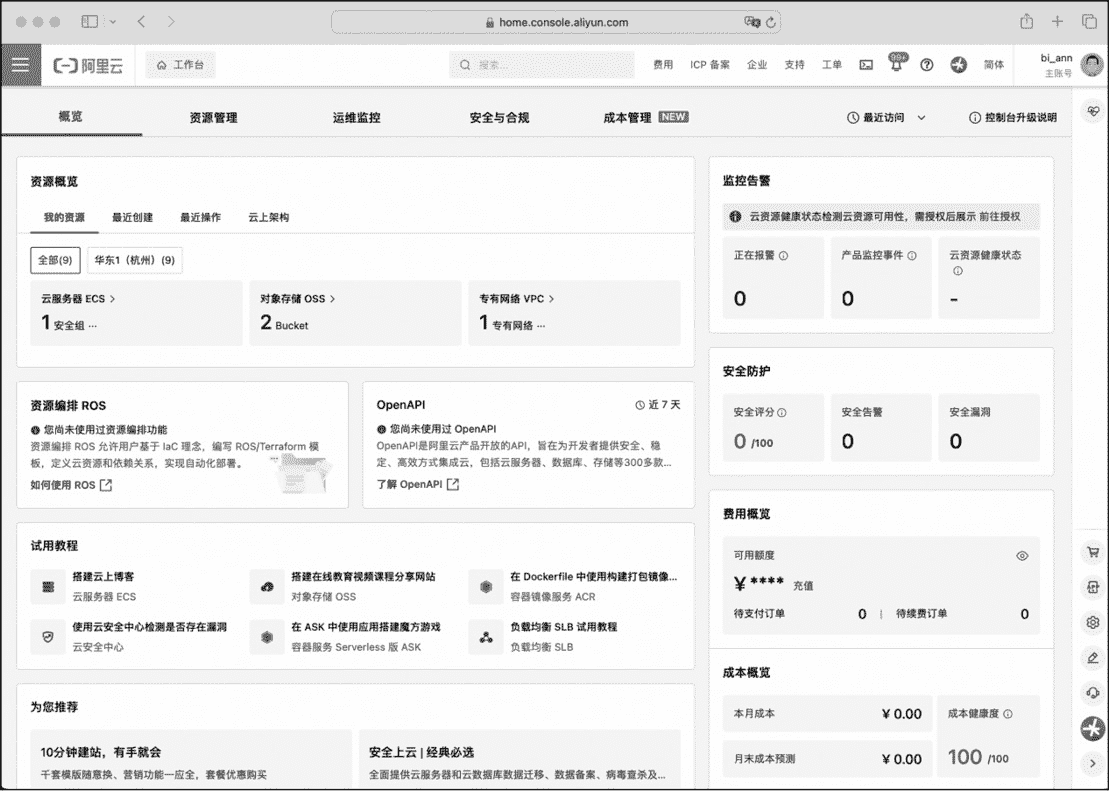 home.console.aliyun.com
阿里云
工作台
搜索...
费用 ICP 备案 企业 支持 工单
99+
简体
bi_ann
主账号
概览 资源管理 运维监控 安全与合规 成本管理 NEW
最近访问
控制台升级说明
资源概览
我的资源 最近创建 最近操作 云上架构
全部(9) 华东1（杭州）(9)
云服务器 ECS >
1 安全组 ...
对象存储 OSS >
2 Bucket
专有网络 VPC >
1 专有网络 ...
资源编排 ROS
您尚未使用过资源编排功能
资源编排 ROS 允许用户基于 IaC 理念，编写 ROS/Terraform 模
板，定义云资源和依赖关系，实现自动化部署。
如何使用 ROS
OpenAPI
近 7 天
您尚未使用过 OpenAPI
OpenAPI是阿里云产品开放的API，旨在为开发者提供安全、稳
定、高效方式集成云，包括云服务器、数据库、存储等300多款...
了解 OpenAPI
试用教程
搭建云上博客
云服务器 ECS
搭建在线教育视频课程分享网站
对象存储 OSS
在 Dockerfile 中使用构建打包镜像...
容器镜像服务 ACR
使用云安全中心检测是否存在漏洞
云安全中心
在 ASK 中使用应用搭建魔方游戏
容器服务 Serverless 版 ASK
负载均衡 SLB 试用教程
负载均衡 SLB
为您推荐
10分钟建站，有手就会
千套模版随意换、营销功能一应全，套餐优惠购买
安全上云 | 经典必选
全面提供云服务器和云数据库数据迁移、数据备案、病毒查杀及...
监控告警
云资源健康状态检测云资源可用性，需授权后展示 前往授权
正在报警
0
产品监控事件
0
云资源健康状态
-
安全防护
安全评分
0 /100
安全告警
0
安全漏洞
0
费用概览
可用额度
¥ **** 充值
待支付订单 0 | 待续费订单 0
成本概览
本月成本 ¥ 0.00
月末成本预测 ¥ 0.00
成本健康度
100 /100